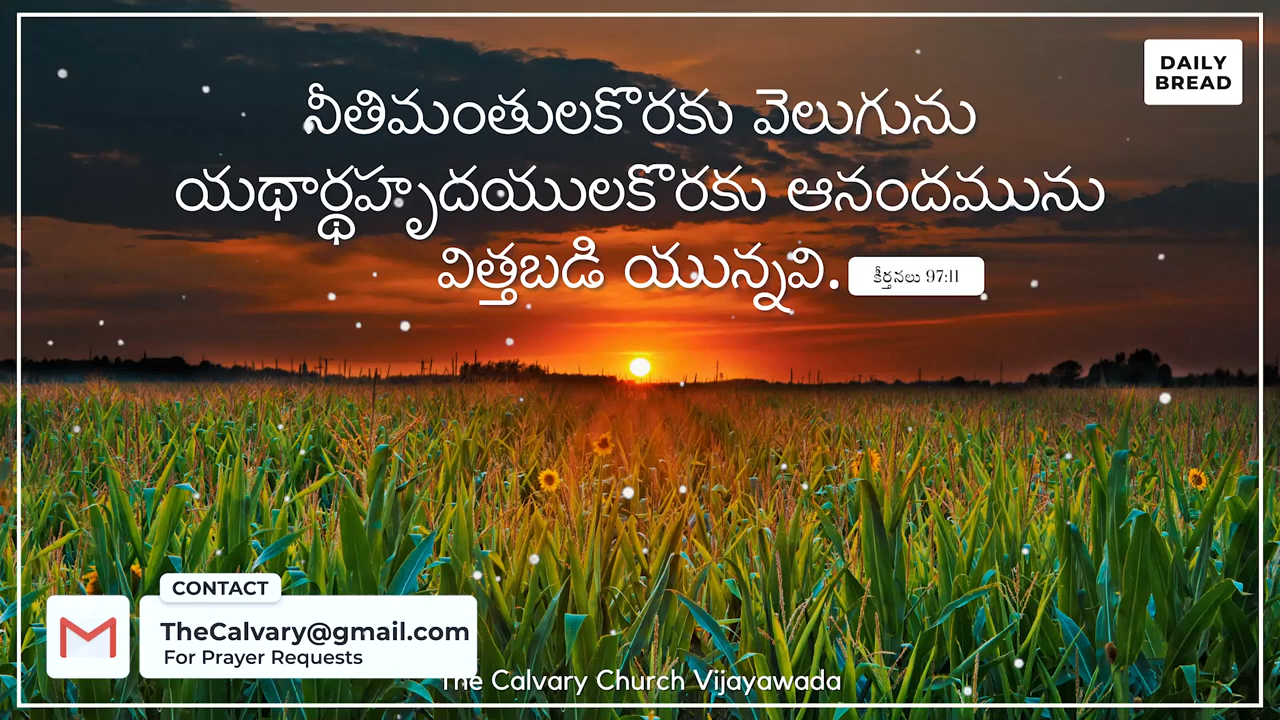 DAILY
BREAD
నీతిమంతులకొరకు వెలుగును
యథార్థహృదయులకొరకు ఆనందమును
విత్తబడి యున్నవి.
కీర్తనలు 97:11
CONTACT
TheCalvary@gmail.com
For Prayer Requests
The Calvary Church Vijayawada